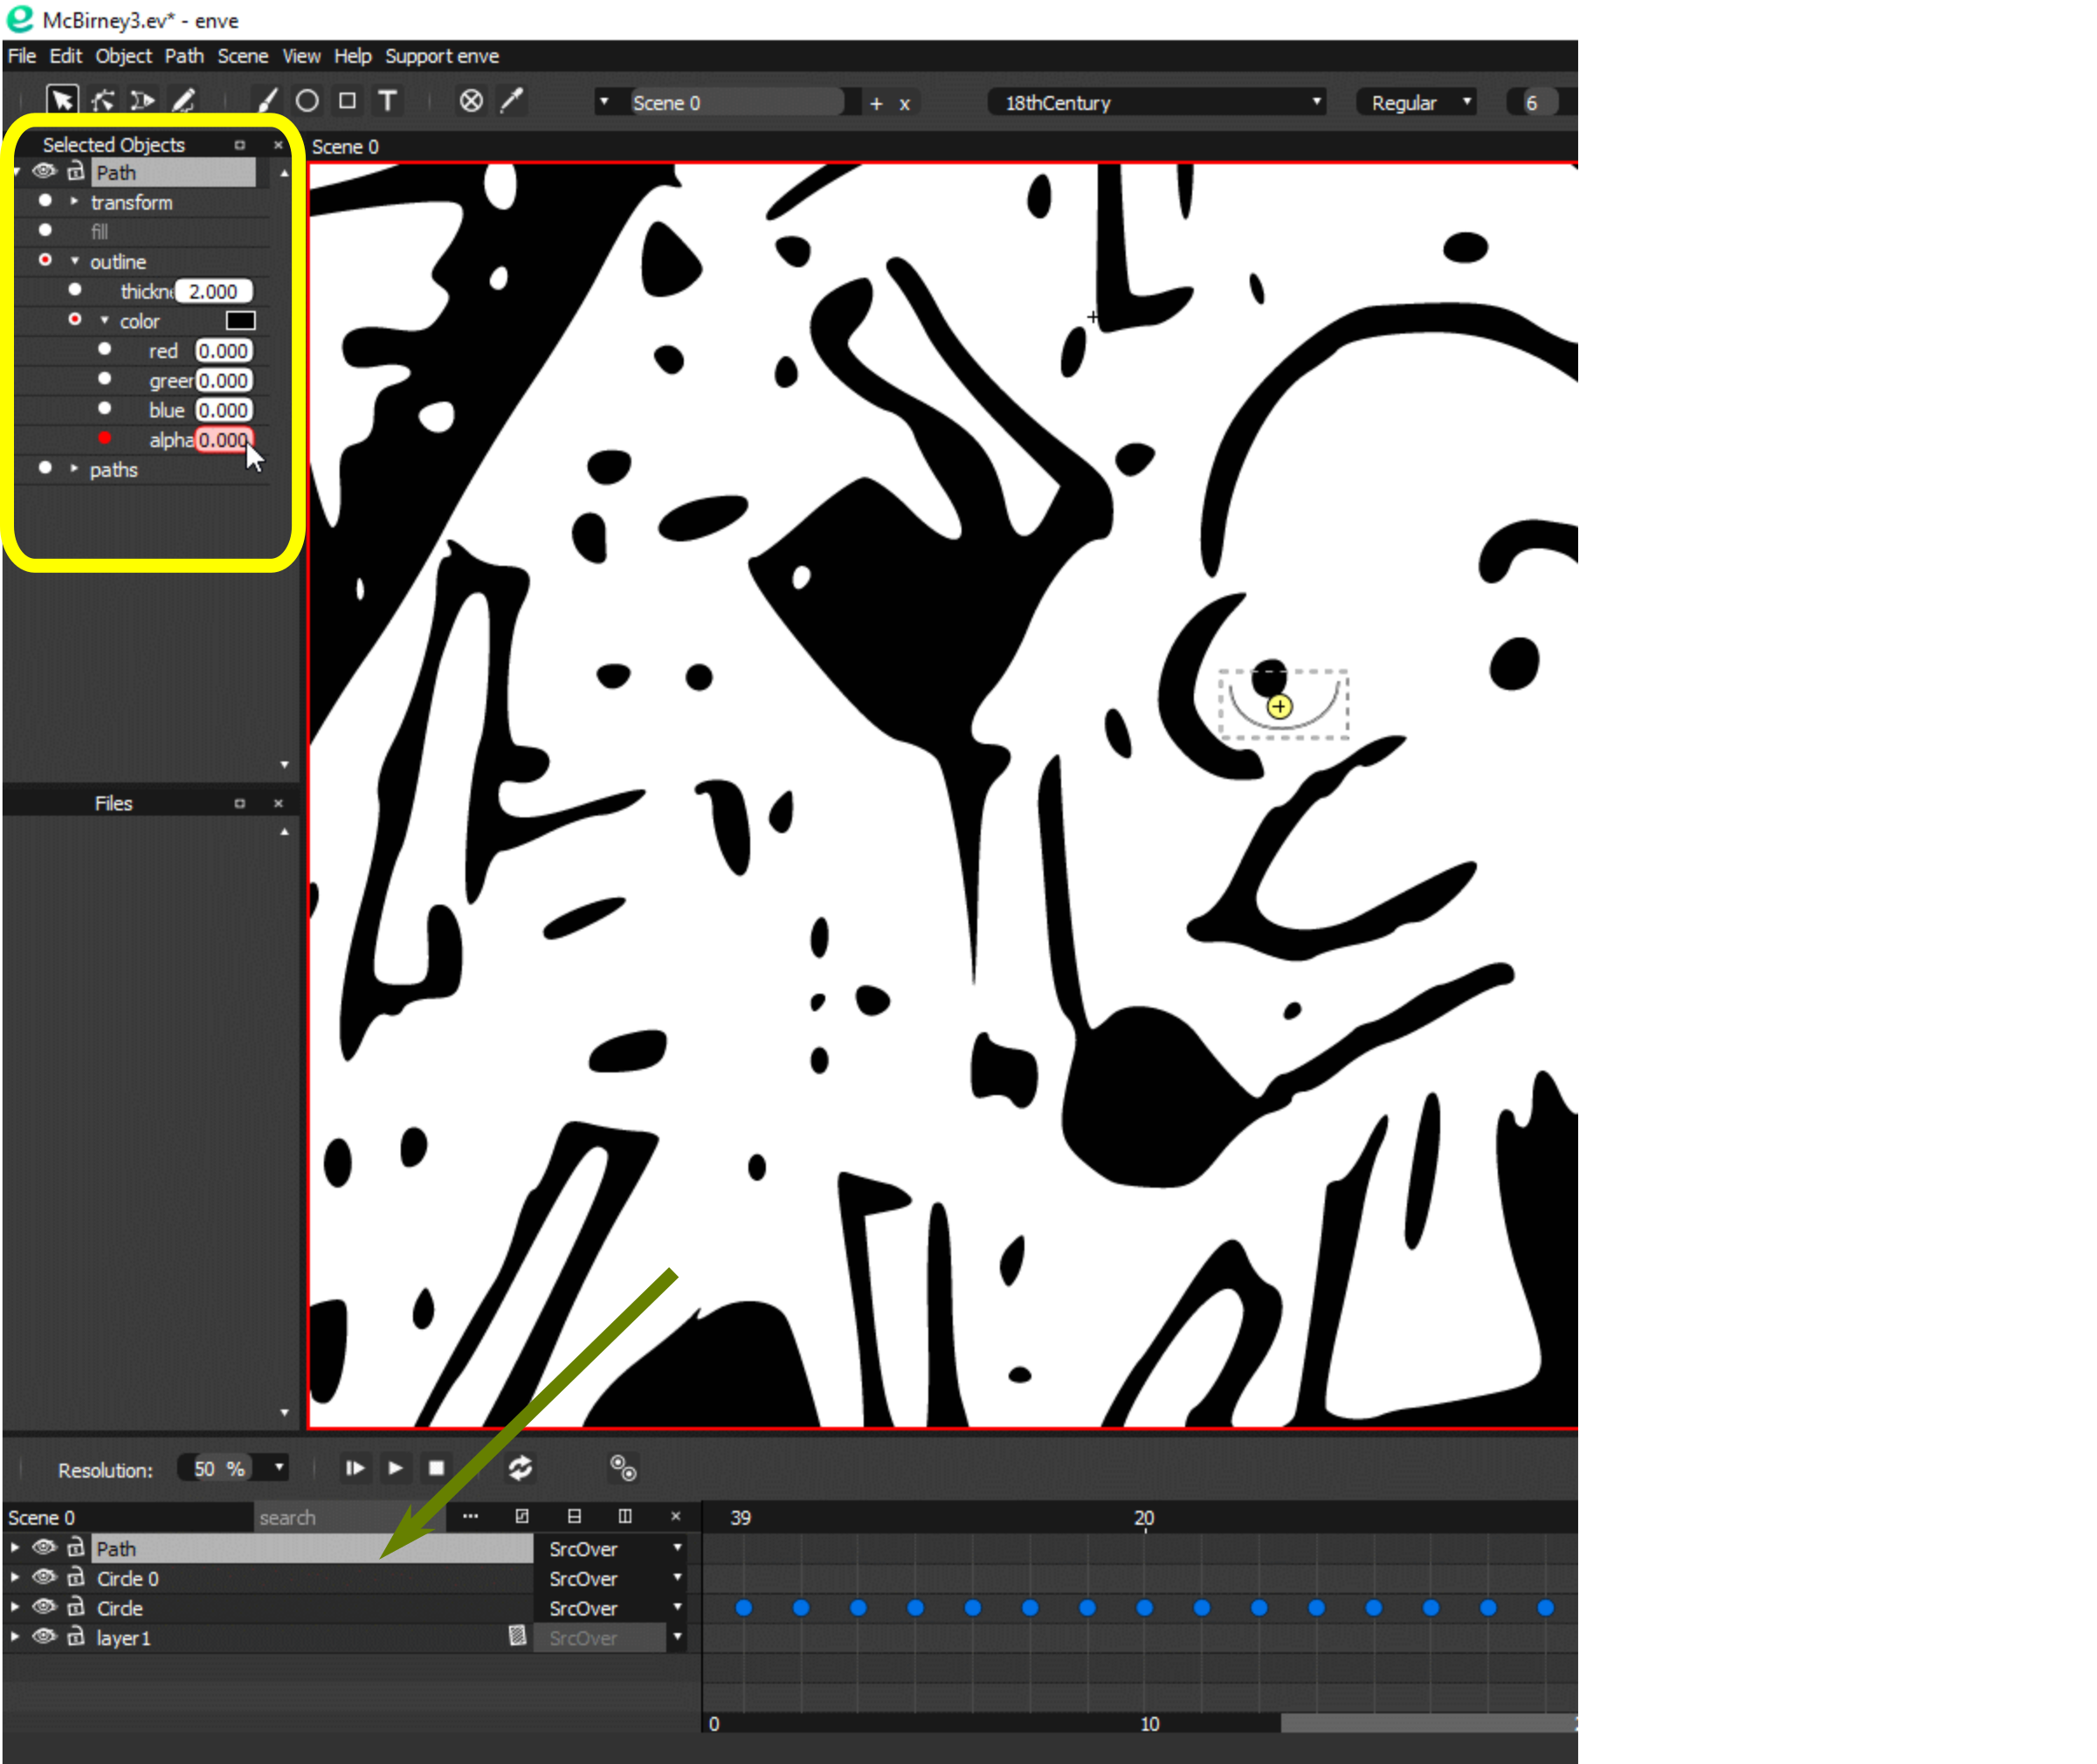 McBirney3.ev* - enve
File Edit Object Path Scene View Help Support enve
T Scene 0 + x 18thCentury Regular 6
Selected Objects
Scene 0
Path
transform
fill
outline
thickn 2.000
color
red 0.000
green 0.000
blue 0.000
alpha 0.000
paths
Files
Resolution: 50 %
Scene 0 search ... 39 20
Path SrcOver
Circle 0 SrcOver
Circle SrcOver
layer1 SrcOver
0 10